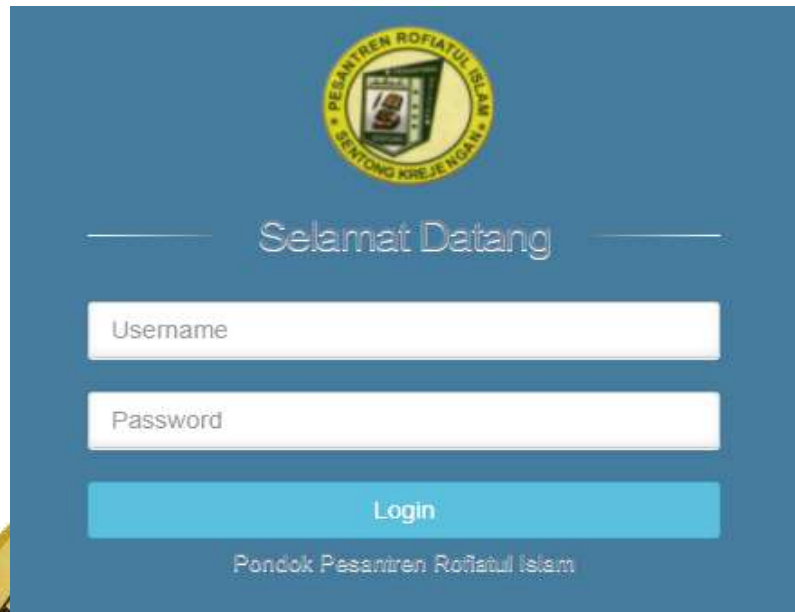 PESANTREN ROFIATUL ISLAM
SENTONG KREJENGAN
Selamat Datang
Username
Password
Login
Pondok Pesantren Rofiatul Islam